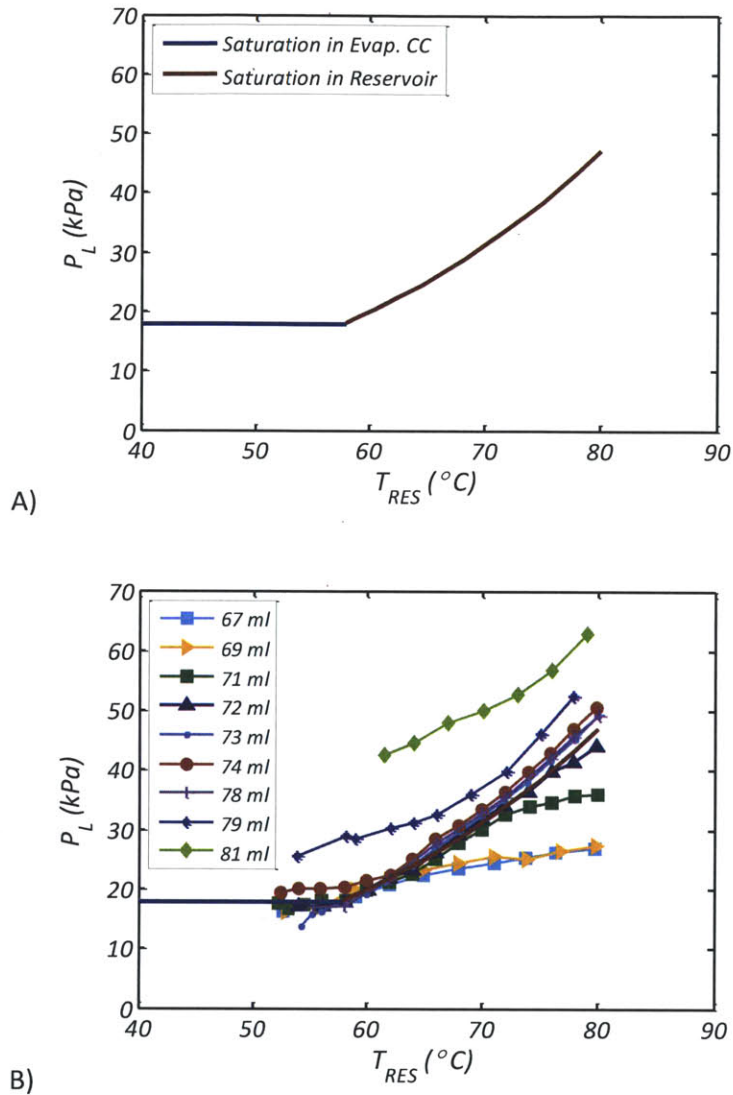 70
60
50
40
30
20
10
0
P_L (kPa)
Saturation in Evap. CC
Saturation in Reservoir
40 50 60 70 80 90
T_RES (°C)
A)
70
60
50
40
30
20
10
0
P_L (kPa)
67 ml
69 ml
71 ml
72 ml
73 ml
74 ml
78 ml
79 ml
81 ml
40 50 60 70 80 90
T_RES (°C)
B)